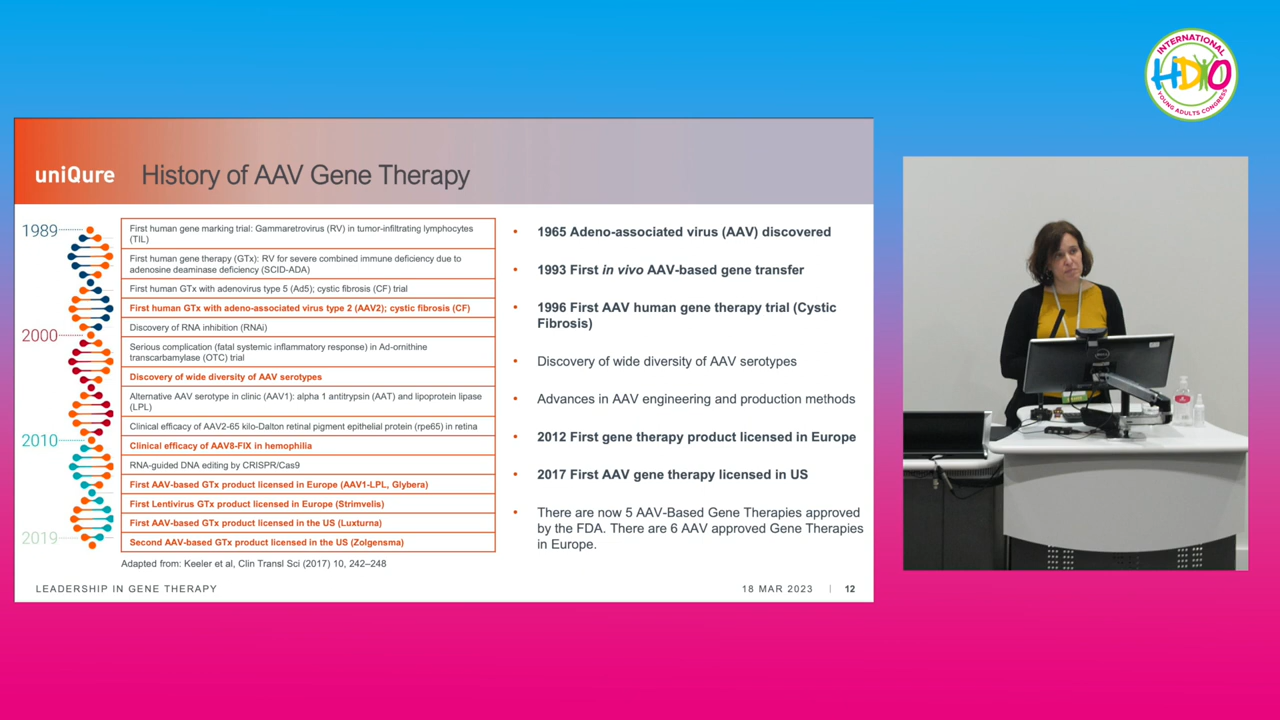 INTERNATIONAL
HDYO
YOUNG ADULTS CONGRESS
uniQure
History of AAV Gene Therapy
1989
2000
2010
2019
First human gene marking trial: Gammaretrovirus (RV) in tumor-infiltrating lymphocytes
(TIL)
First human gene therapy (GTx): RV for severe combined immune deficiency due to
adenosine deaminase deficiency (SCID-ADA)
First human GTx with adenovirus type 5 (Ad5); cystic fibrosis (CF) trial
First human GTx with adeno-associated virus type 2 (AAV2); cystic fibrosis (CF)
Discovery of RNA inhibition (RNAi)
Serious complication (fatal systemic inflammatory response) in Ad-ornithine
transcarbamylase (OTC) trial
Discovery of wide diversity of AAV serotypes
Alternative AAV serotype in clinic (AAV1): alpha 1 antitrypsin (AAT) and lipoprotein lipase
(LPL)
Clinical efficacy of AAV2-65 kilo-Dalton retinal pigment epithelial protein (rpe65) in retina
Clinical efficacy of AAV8-FIX in hemophilia
RNA-guided DNA editing by CRISPR/Cas9
First AAV-based GTx product licensed in Europe (AAV1-LPL, Glybera)
First Lentivirus GTx product licensed in Europe (Strimvelis)
First AAV-based GTx product licensed in the US (Luxturna)
Second AAV-based GTx product licensed in the US (Zolgensma)
Adapted from: Keeler et al, Clin Transl Sci (2017) 10, 242–248
• 1965 Adeno-associated virus (AAV) discovered
• 1993 First in vivo AAV-based gene transfer
• 1996 First AAV human gene therapy trial (Cystic
Fibrosis)
• Discovery of wide diversity of AAV serotypes
• Advances in AAV engineering and production methods
• 2012 First gene therapy product licensed in Europe
• 2017 First AAV gene therapy licensed in US
• There are now 5 AAV-Based Gene Therapies approved
by the FDA. There are 6 AAV approved Gene Therapies
in Europe.
LEADERSHIP IN GENE THERAPY
18 MAR 2023 | 12